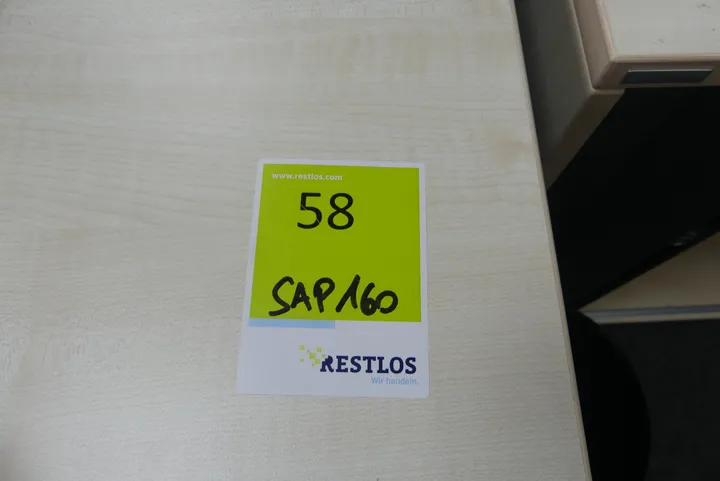 www.restlos.com
58
SAP160
RESTLOS
Wir handeln.